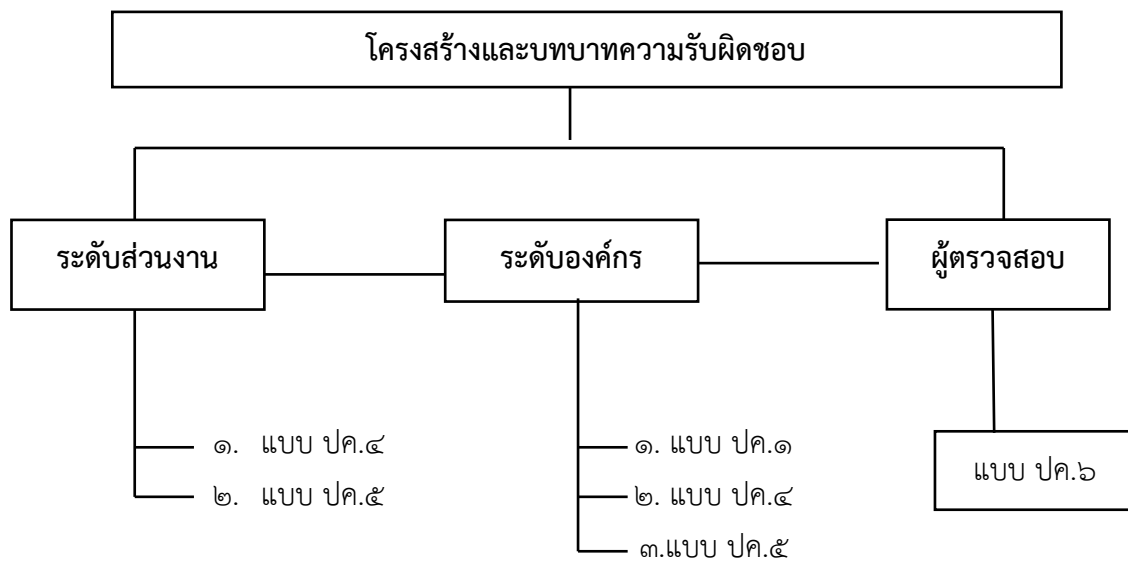 โครงสร้างและบทบาทความรับผิดชอบ
ระดับส่วนงาน
ระดับองค์กร
ผู้ตรวจสอบ
๑. แบบ ปค.๔
๒. แบบ ปค.๕
๑. แบบ ปค.๑
๒. แบบ ปค.๔
๓.แบบ ปค.๕
แบบ ปค.๖